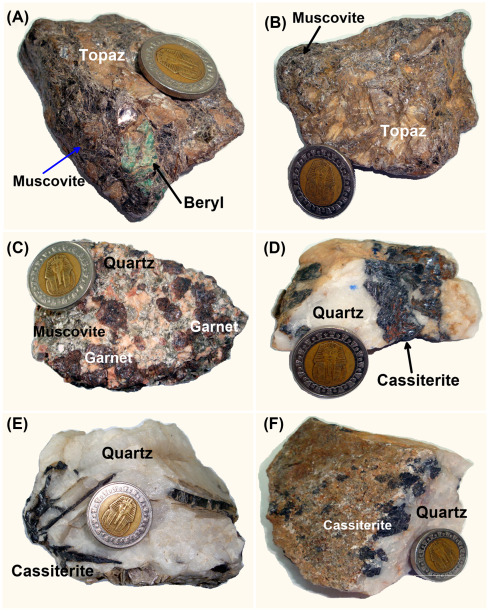 (A)
Topaz
Muscovite
Beryl
(B)
Muscovite
Topaz
(C)
Quartz
Muscovite
Garnet
Garnet
(D)
Quartz
Cassiterite
(E)
Quartz
Cassiterite
(F)
Cassiterite
Quartz